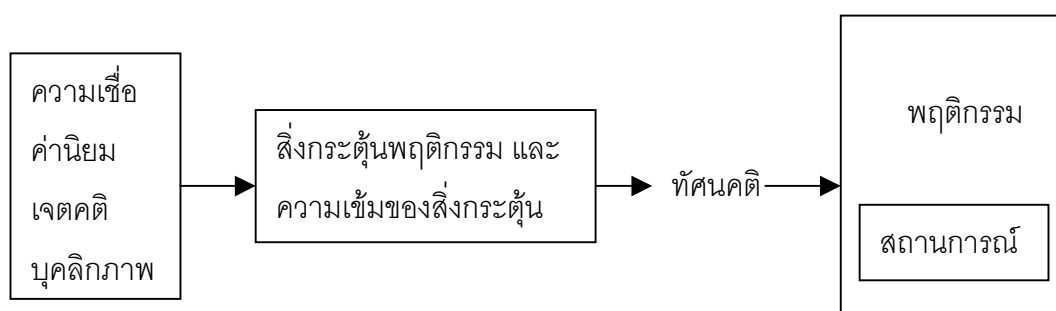 ความเชื่อ
ค่านิยม
เจตคติ
บุคลิกภาพ
สิ่งกระตุ้นพฤติกรรม และ
ความเข้มของสิ่งกระตุ้น
ทัศนคติ
พฤติกรรม
สถานการณ์